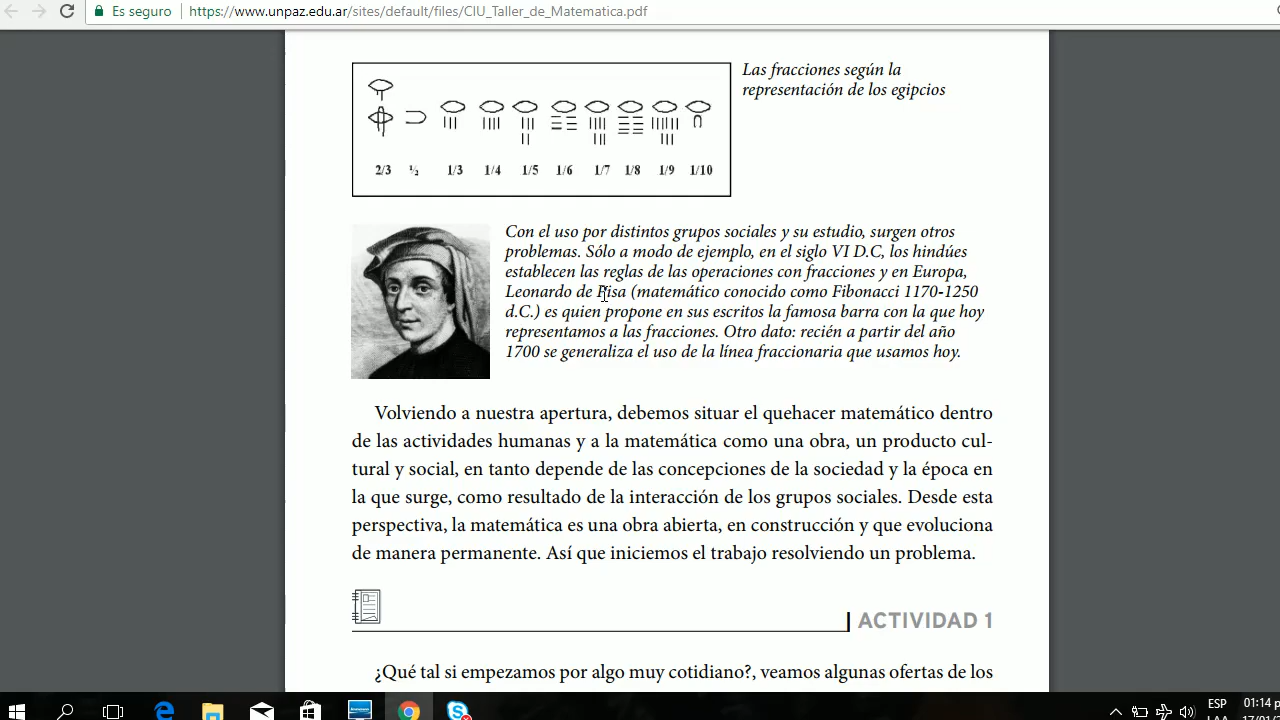 Es seguro
https://www.unpaz.edu.ar/sites/default/files/CIU_Taller_de_Matematica.pdf
Las fracciones según la
representación de los egipcios
2/3 ½ 1/3 1/4 1/5 1/6 1/7 1/8 1/9 1/10
Con el uso por distintos grupos sociales y su estudio, surgen otros
problemas. Sólo a modo de ejemplo, en el siglo VI D.C, los hindúes
establecen las reglas de las operaciones con fracciones y en Europa,
Leonardo de Pisa (matemático conocido como Fibonacci 1170-1250
d.C.) es quien propone en sus escritos la famosa barra con la que hoy
representamos a las fracciones. Otro dato: recién a partir del año
1700 se generaliza el uso de la línea fraccionaria que usamos hoy.
Volviendo a nuestra apertura, debemos situar el quehacer matemático dentro
de las actividades humanas y a la matemática como una obra, un producto cul-
tural y social, en tanto depende de las concepciones de la sociedad y la época en
la que surge, como resultado de la interacción de los grupos sociales. Desde esta
perspectiva, la matemática es una obra abierta, en construcción y que evoluciona
de manera permanente. Así que iniciemos el trabajo resolviendo un problema.
ACTIVIDAD 1
¿Qué tal si empezamos por algo muy cotidiano?, veamos algunas ofertas de los
ESP
01:14 p